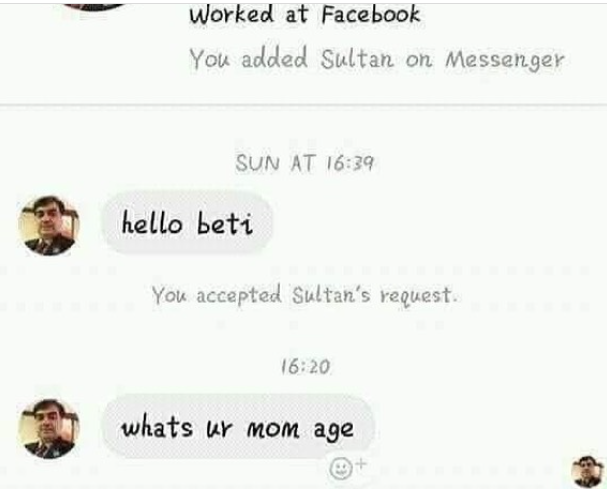 Worked at Facebook
You added Sultan on Messenger
SUN AT 16:39
hello beti
You accepted Sultan's request.
16:20
whats ur mom age